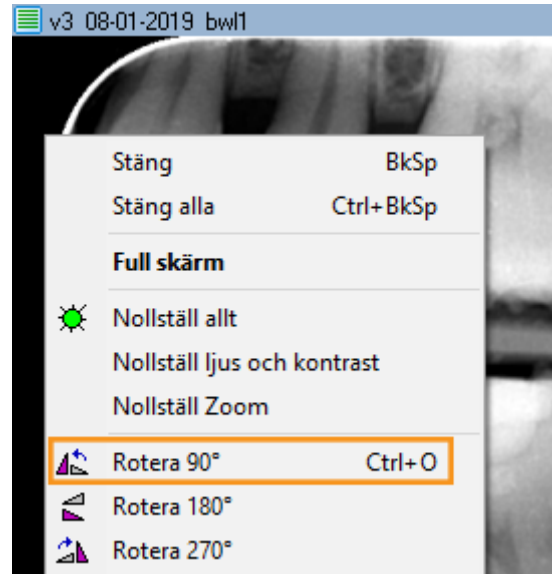 v3 08-01-2019 bwl1
Stäng BkSp
Stäng alla Ctrl+BkSp
Full skärm
Nollställ allt
Nollställ ljus och kontrast
Nollställ Zoom
Rotera 90° Ctrl+O
Rotera 180°
Rotera 270°